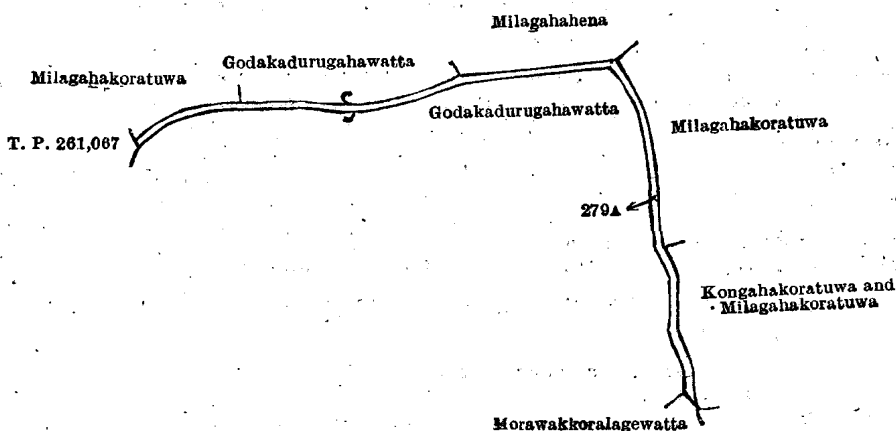 Milagahahena
Godakadurugahawatta
Milagahakoratuwa
Godakadurugahawatta
Milagahakoratuwa
T. P. 261,067
279▲
Kongahakoratuwa and
Milagahakoratuwa
Morawakkoralagewatta